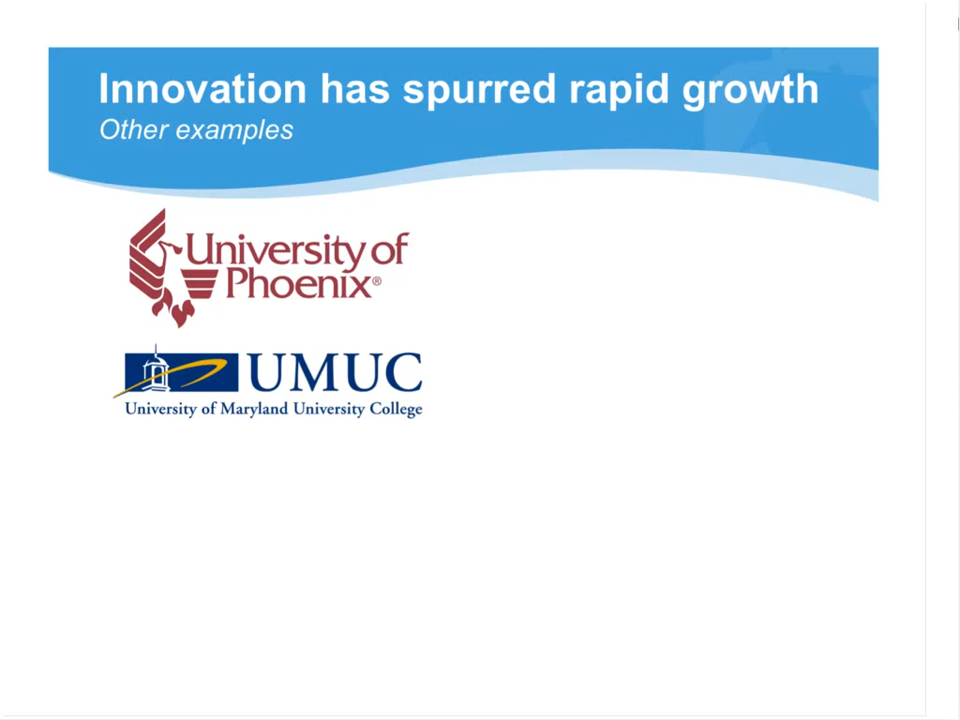 Innovation has spurred rapid growth
Other examples
University of
Phoenix®
UMUC
University of Maryland University College